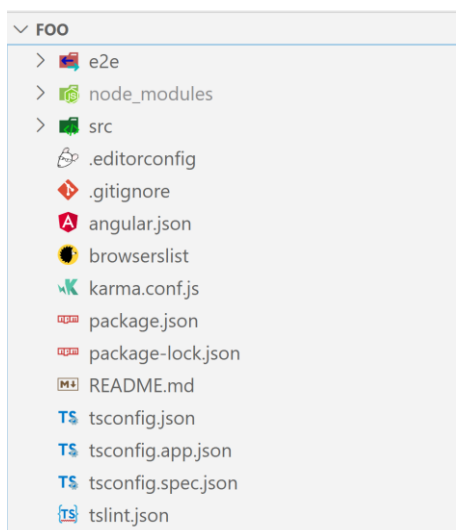 FOO
e2e
node_modules
src
.editorconfig
.gitignore
angular.json
browserslist
karma.conf.js
package.json
package-lock.json
README.md
tsconfig.json
tsconfig.app.json
tsconfig.spec.json
tslint.json